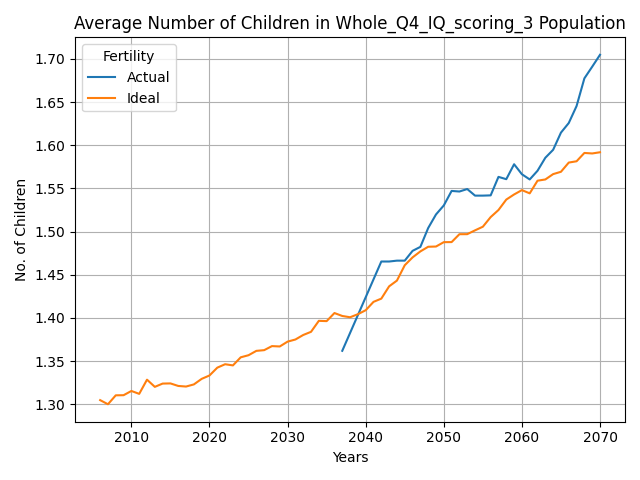 Average Number of Children in Whole_Q4_IQ_scoring_3 Population
Fertility
Actual
Ideal
No. of Children
1.70
1.65
1.60
1.55
1.50
1.45
1.40
1.35
1.30
2010 2020 2030 2040 2050 2060 2070
Years